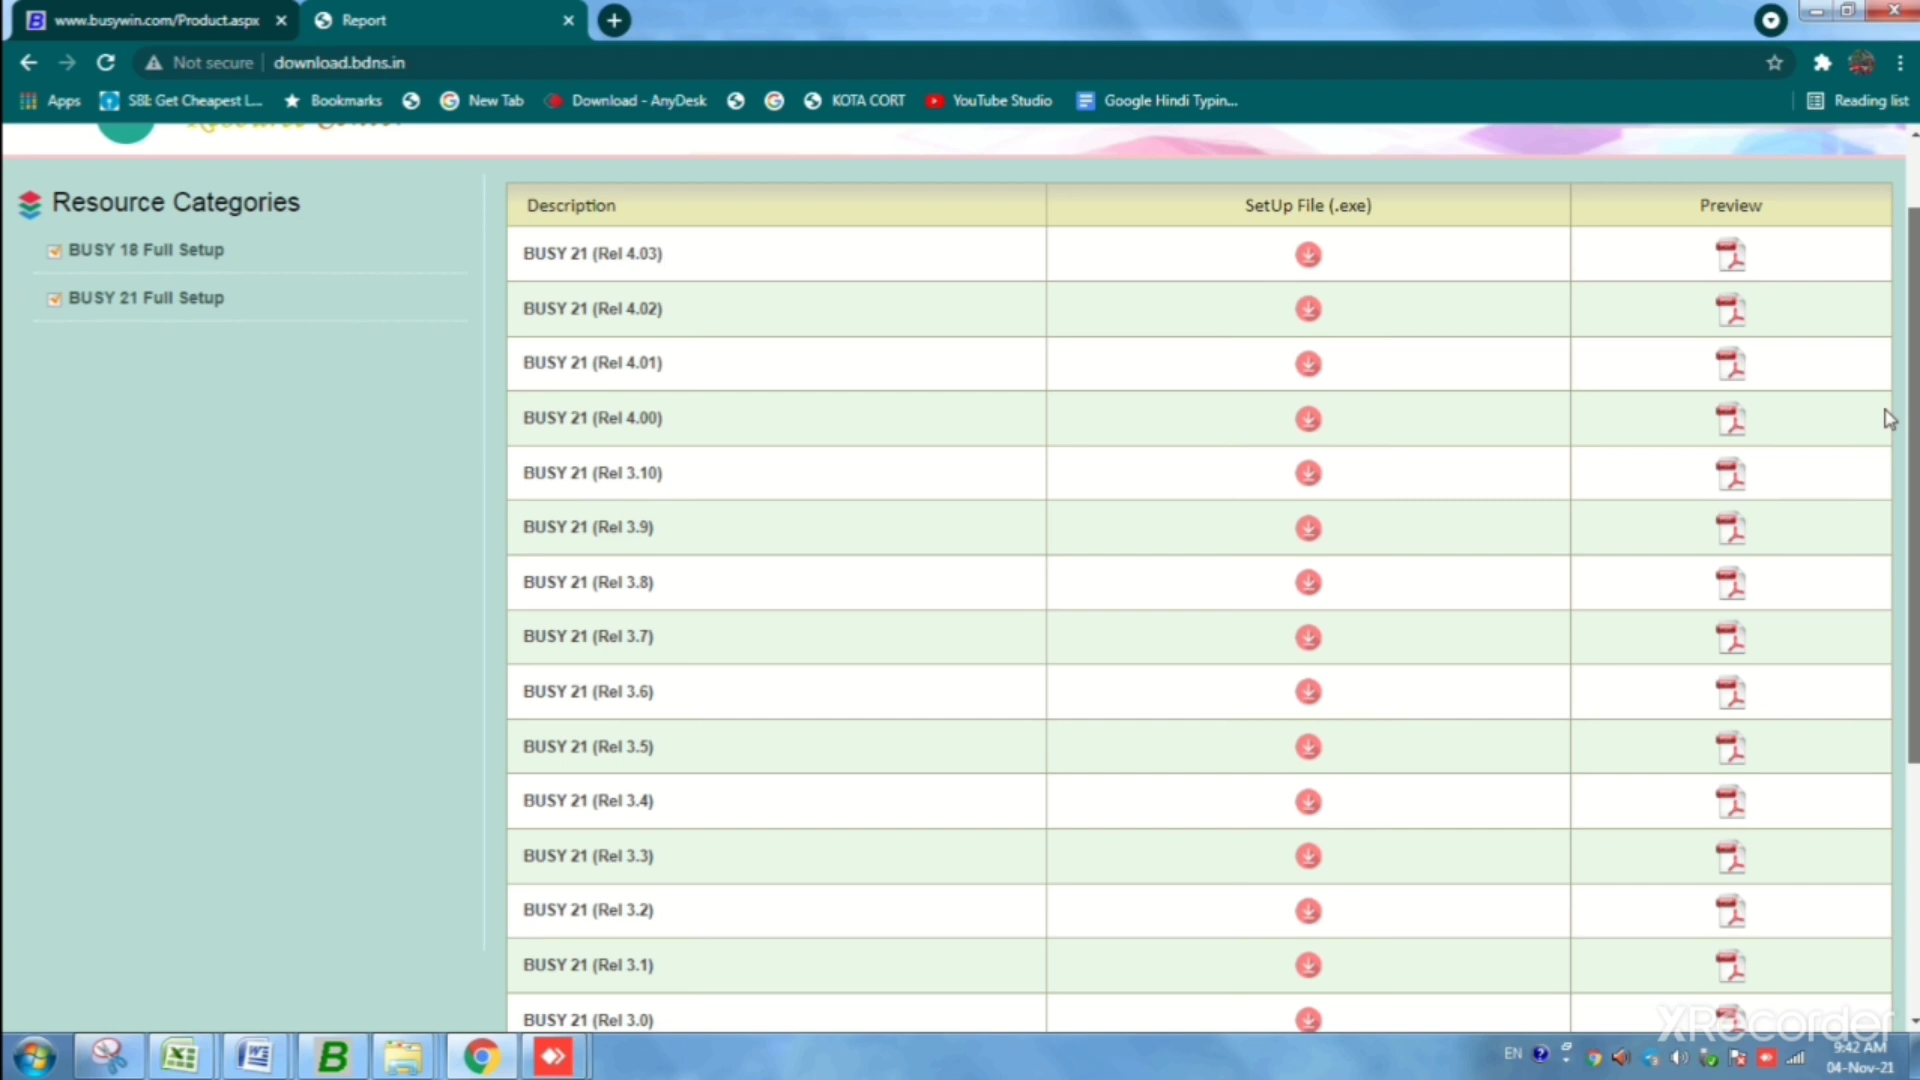 www.busywin.com/Product.aspx
Report
Not secure
download.bdns.in
Apps
SBI: Get Cheapest L...
Bookmarks
New Tab
Download - AnyDesk
KOTA CORT
YouTube Studio
Google Hindi Typin...
Reading list
Resource Categories
BUSY 18 Full Setup
BUSY 21 Full Setup
Description SetUp File (.exe) Preview
BUSY 21 (Rel 4.03)
BUSY 21 (Rel 4.02)
BUSY 21 (Rel 4.01)
BUSY 21 (Rel 4.00)
BUSY 21 (Rel 3.10)
BUSY 21 (Rel 3.9)
BUSY 21 (Rel 3.8)
BUSY 21 (Rel 3.7)
BUSY 21 (Rel 3.6)
BUSY 21 (Rel 3.5)
BUSY 21 (Rel 3.4)
BUSY 21 (Rel 3.3)
BUSY 21 (Rel 3.2)
BUSY 21 (Rel 3.1)
BUSY 21 (Rel 3.0)
XRecorder
EN
9:42 AM
04-Nov-21